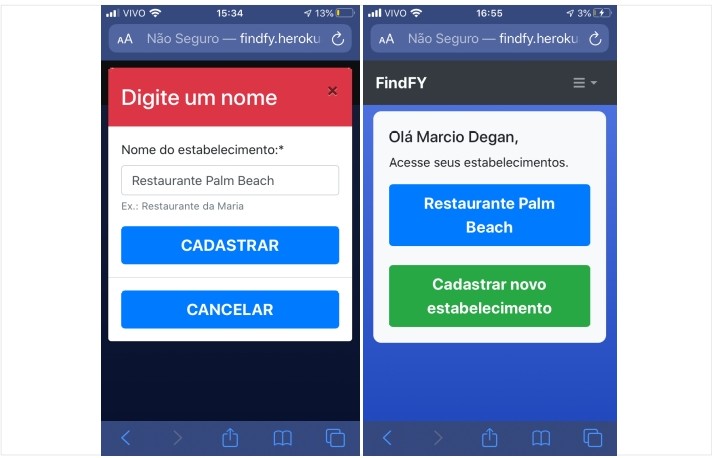 VIVO 15:34 13%
AA Não Seguro — findfy.heroku
Digite um nome ×
Nome do estabelecimento:*
Restaurante Palm Beach
Ex.: Restaurante da Maria
CADASTRAR
CANCELAR
VIVO 16:55 3%
AA Não Seguro — findfy.heroku
FindFY
Olá Marcio Degan,
Acesse seus estabelecimentos.
Restaurante Palm
Beach
Cadastrar novo
estabelecimento